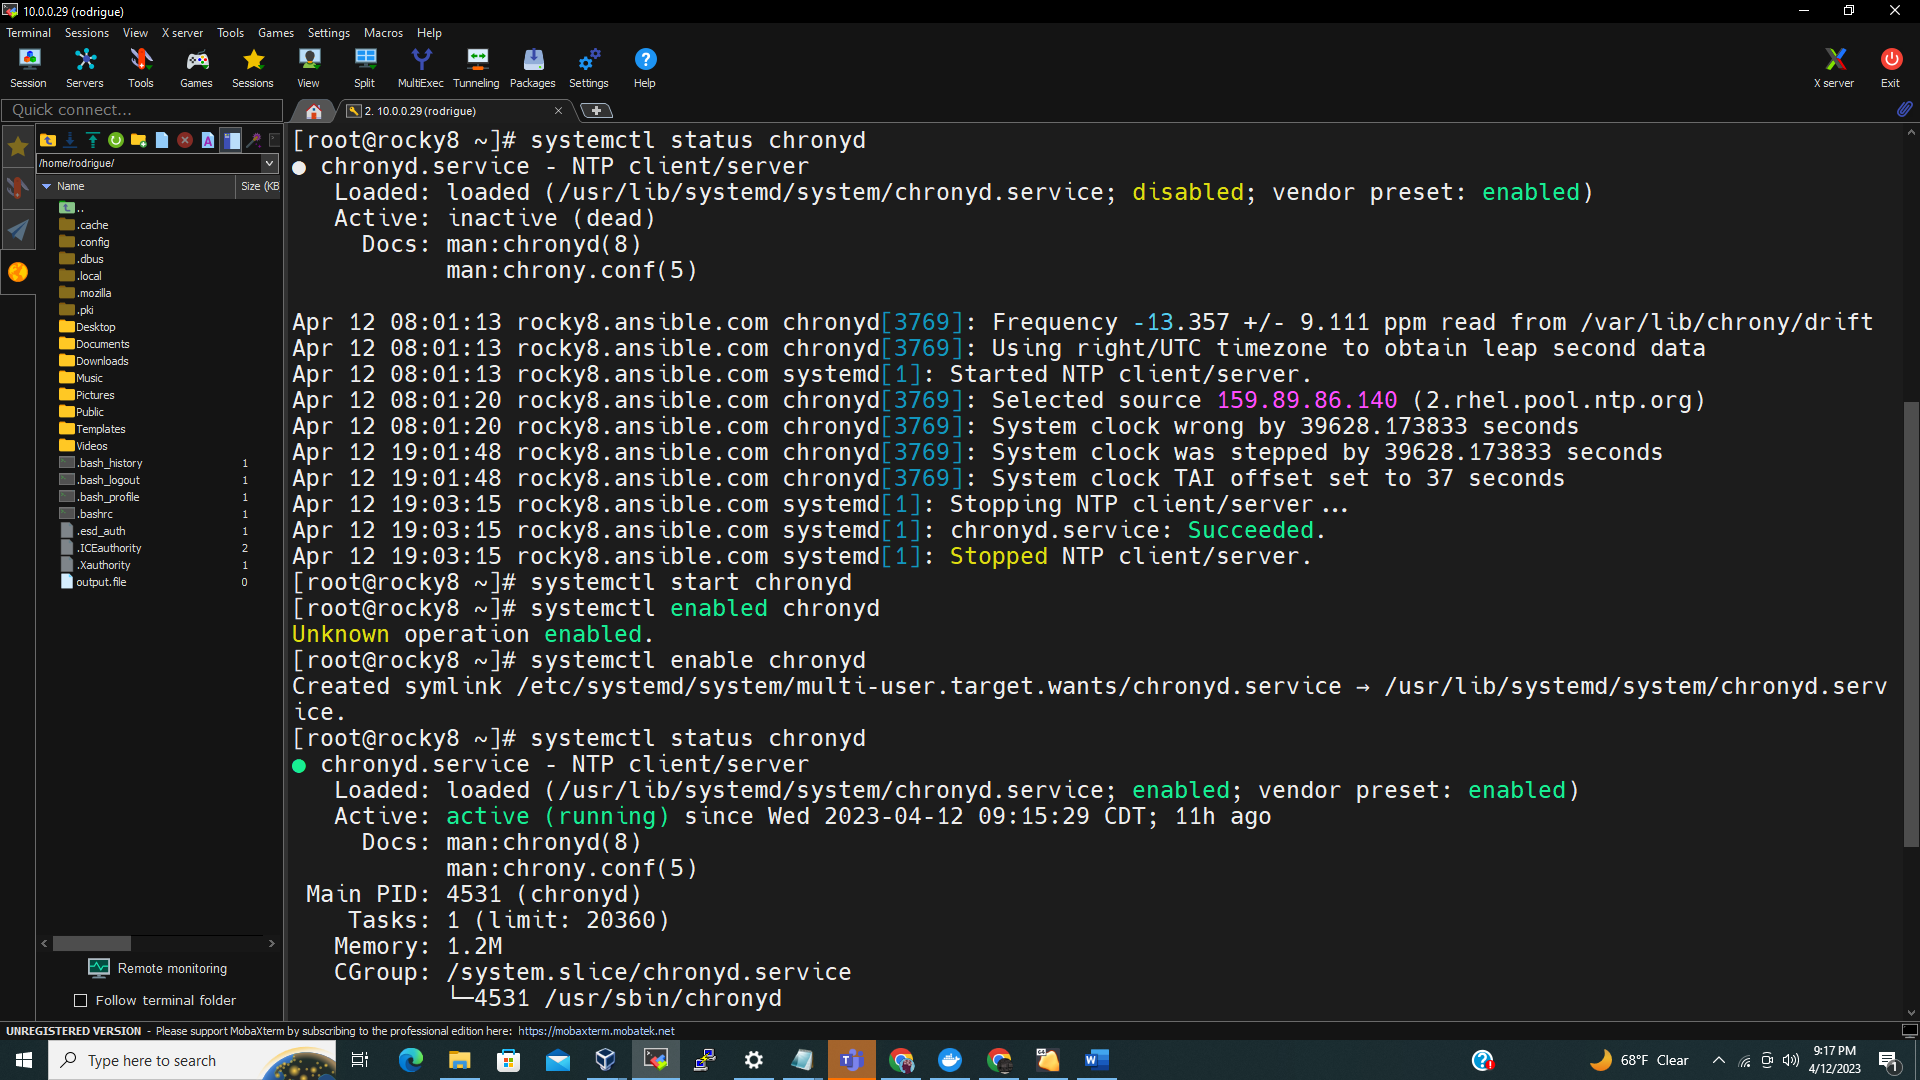 10.0.0.29 (rodrigue)
Terminal Sessions View X server Tools Games Settings Macros Help
Session Servers Tools Games Sessions View Split MultiExec Tunneling Packages Settings Help X server Exit
Quick connect...
2. 10.0.0.29 (rodrigue)
/home/rodrigue/
Name Size (KB
..
.cache
.config
.dbus
.local
.mozilla
.pki
Desktop
Documents
Downloads
Music
Pictures
Public
Templates
Videos
.bash_history 1
.bash_logout 1
.bash_profile 1
.bashrc 1
.esd_auth 1
.ICEauthority 2
.Xauthority 1
output.file 0
Remote monitoring
Follow terminal folder
[root@rocky8 ~]# systemctl status chronyd
● chronyd.service - NTP client/server
Loaded: loaded (/usr/lib/systemd/system/chronyd.service; disabled; vendor preset: enabled)
Active: inactive (dead)
Docs: man:chronyd(8)
man:chrony.conf(5)
Apr 12 08:01:13 rocky8.ansible.com chronyd[3769]: Frequency -13.357 +/- 9.111 ppm read from /var/lib/chrony/drift
Apr 12 08:01:13 rocky8.ansible.com chronyd[3769]: Using right/UTC timezone to obtain leap second data
Apr 12 08:01:13 rocky8.ansible.com systemd[1]: Started NTP client/server.
Apr 12 08:01:20 rocky8.ansible.com chronyd[3769]: Selected source 159.89.86.140 (2.rhel.pool.ntp.org)
Apr 12 08:01:20 rocky8.ansible.com chronyd[3769]: System clock wrong by 39628.173833 seconds
Apr 12 19:01:48 rocky8.ansible.com chronyd[3769]: System clock was stepped by 39628.173833 seconds
Apr 12 19:01:48 rocky8.ansible.com chronyd[3769]: System clock TAI offset set to 37 seconds
Apr 12 19:03:15 rocky8.ansible.com systemd[1]: Stopping NTP client/server...
Apr 12 19:03:15 rocky8.ansible.com systemd[1]: chronyd.service: Succeeded.
Apr 12 19:03:15 rocky8.ansible.com systemd[1]: Stopped NTP client/server.
[root@rocky8 ~]# systemctl start chronyd
[root@rocky8 ~]# systemctl enabled chronyd
Unknown operation enabled.
[root@rocky8 ~]# systemctl enable chronyd
Created symlink /etc/systemd/system/multi-user.target.wants/chronyd.service → /usr/lib/systemd/system/chronyd.serv
ice.
[root@rocky8 ~]# systemctl status chronyd
● chronyd.service - NTP client/server
Loaded: loaded (/usr/lib/systemd/system/chronyd.service; enabled; vendor preset: enabled)
Active: active (running) since Wed 2023-04-12 09:15:29 CDT; 11h ago
Docs: man:chronyd(8)
man:chrony.conf(5)
Main PID: 4531 (chronyd)
Tasks: 1 (limit: 20360)
Memory: 1.2M
CGroup: /system.slice/chronyd.service
└─4531 /usr/sbin/chronyd
UNREGISTERED VERSION - Please support MobaXterm by subscribing to the professional edition here: https://mobaxterm.mobatek.net
Type here to search
68°F Clear
9:17 PM
4/12/2023